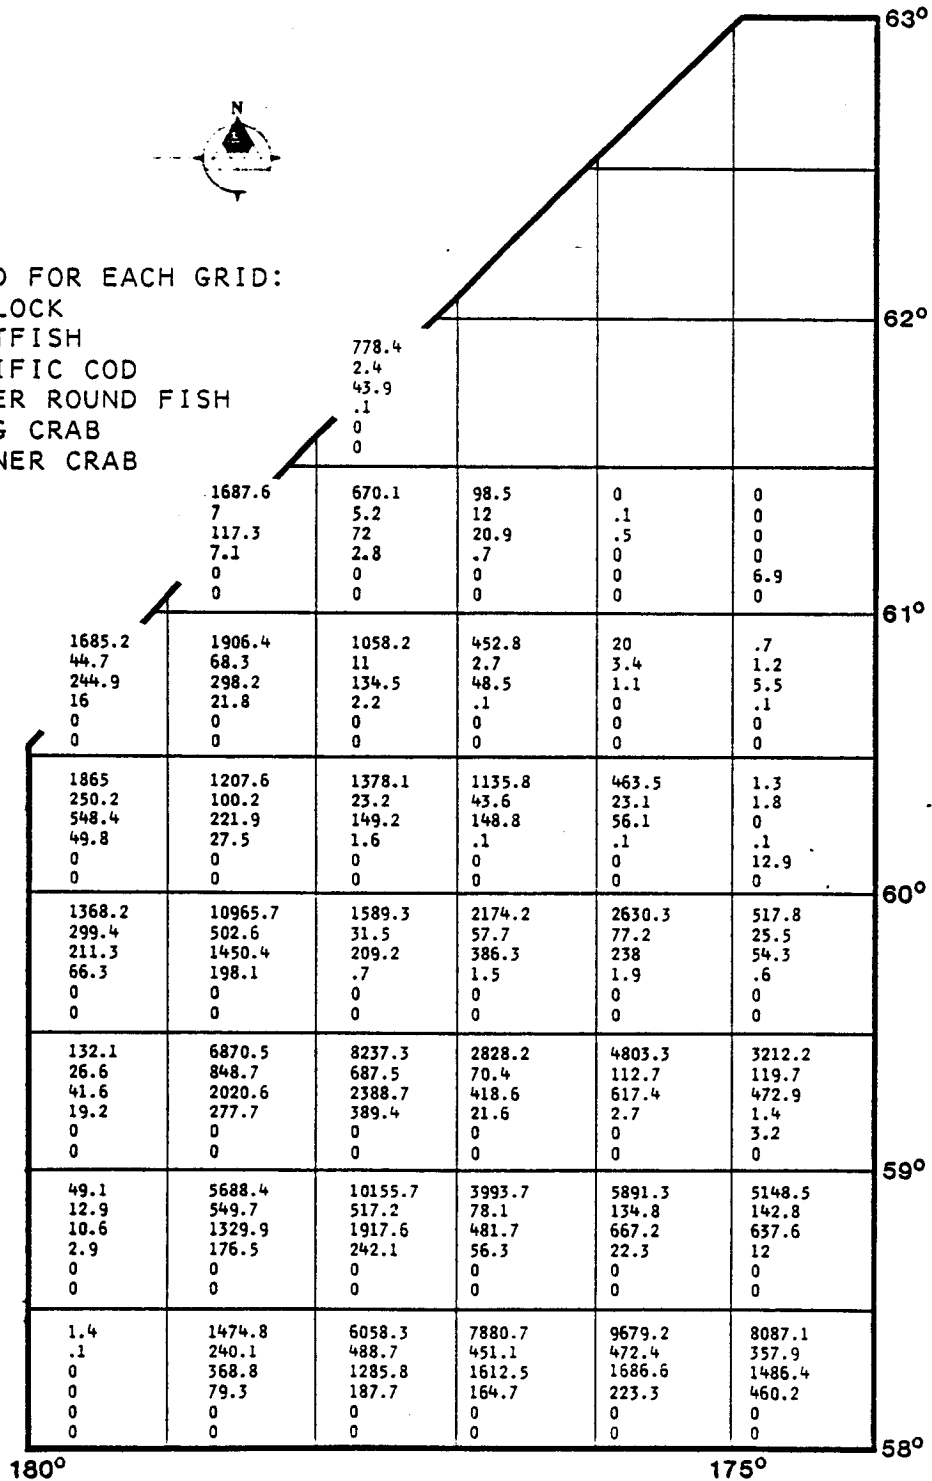 63°
N
D FOR EACH GRID:
LOCK
TFISH
IFIC COD
ER ROUND FISH
G CRAB
NER CRAB
62°
778.4
2.4
43.9
.1
0
0
1687.6 670.1 98.5 0 0
7 5.2 12 .1 0
117.3 72 20.9 .5 0
7.1 2.8 .7 0 0
0 0 0 0 6.9
0 0 0 0 0
61°
1685.2 1906.4 1058.2 452.8 20 .7
44.7 68.3 11 2.7 3.4 1.2
244.9 298.2 134.5 48.5 1.1 5.5
16 21.8 2.2 .1 0 .1
0 0 0 0 0 0
0 0 0 0 0 0
1865 1207.6 1378.1 1135.8 463.5 1.3
250.2 100.2 23.2 43.6 23.1 1.8
548.4 221.9 149.2 148.8 56.1 0
49.8 27.5 1.6 .1 .1 .1
0 0 0 0 0 12.9
0 0 0 0 0 0
60°
1368.2 10965.7 1589.3 2174.2 2630.3 517.8
299.4 502.6 31.5 57.7 77.2 25.5
211.3 1450.4 209.2 386.3 238 54.3
66.3 198.1 .7 1.5 1.9 .6
0 0 0 0 0 0
0 0 0 0 0 0
132.1 6870.5 8237.3 2828.2 4803.3 3212.2
26.6 848.7 687.5 70.4 112.7 119.7
41.6 2020.6 2388.7 418.6 617.4 472.9
19.2 277.7 389.4 21.6 2.7 1.4
0 0 0 0 0 3.2
0 0 0 0 0 0
59°
49.1 5688.4 10155.7 3993.7 5891.3 5148.5
12.9 549.7 517.2 78.1 134.8 142.8
10.6 1329.9 1917.6 481.7 667.2 637.6
2.9 176.5 242.1 56.3 22.3 12
0 0 0 0 0 0
0 0 0 0 0 0
1.4 1474.8 6058.3 7880.7 9679.2 8087.1
.1 240.1 488.7 451.1 472.4 357.9
0 368.8 1285.8 1612.5 1686.6 1486.4
0 79.3 187.7 164.7 223.3 460.2
0 0 0 0 0 0
0 0 0 0 0 0
58°
180° 175°